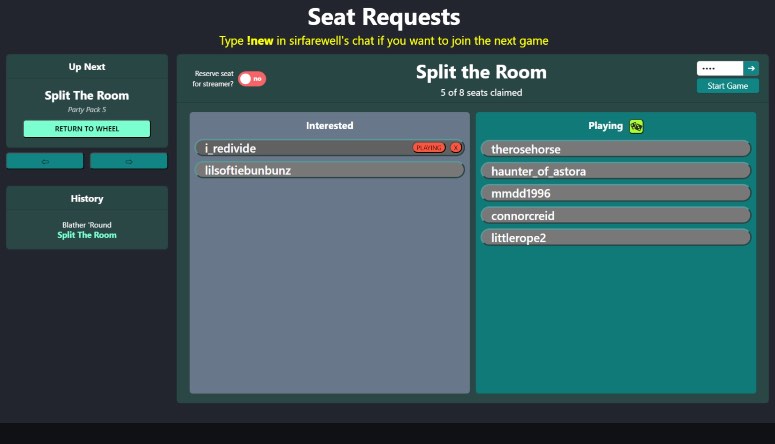 Seat Requests
Type !new in sirfarewell's chat if you want to join the next game
Up Next
Split The Room
Party Pack 5
RETURN TO WHEEL
⇦ ⇨
History
Blather 'Round
Split The Room
Reserve seat
for streamer?
no
Split the Room
5 of 8 seats claimed
•••• ➔
Start Game
Interested
i_redivide PLAYING X
lilsoftiebunbunz
Playing
therosehorse
haunter_of_astora
mmdd1996
connorcreid
littlerope2